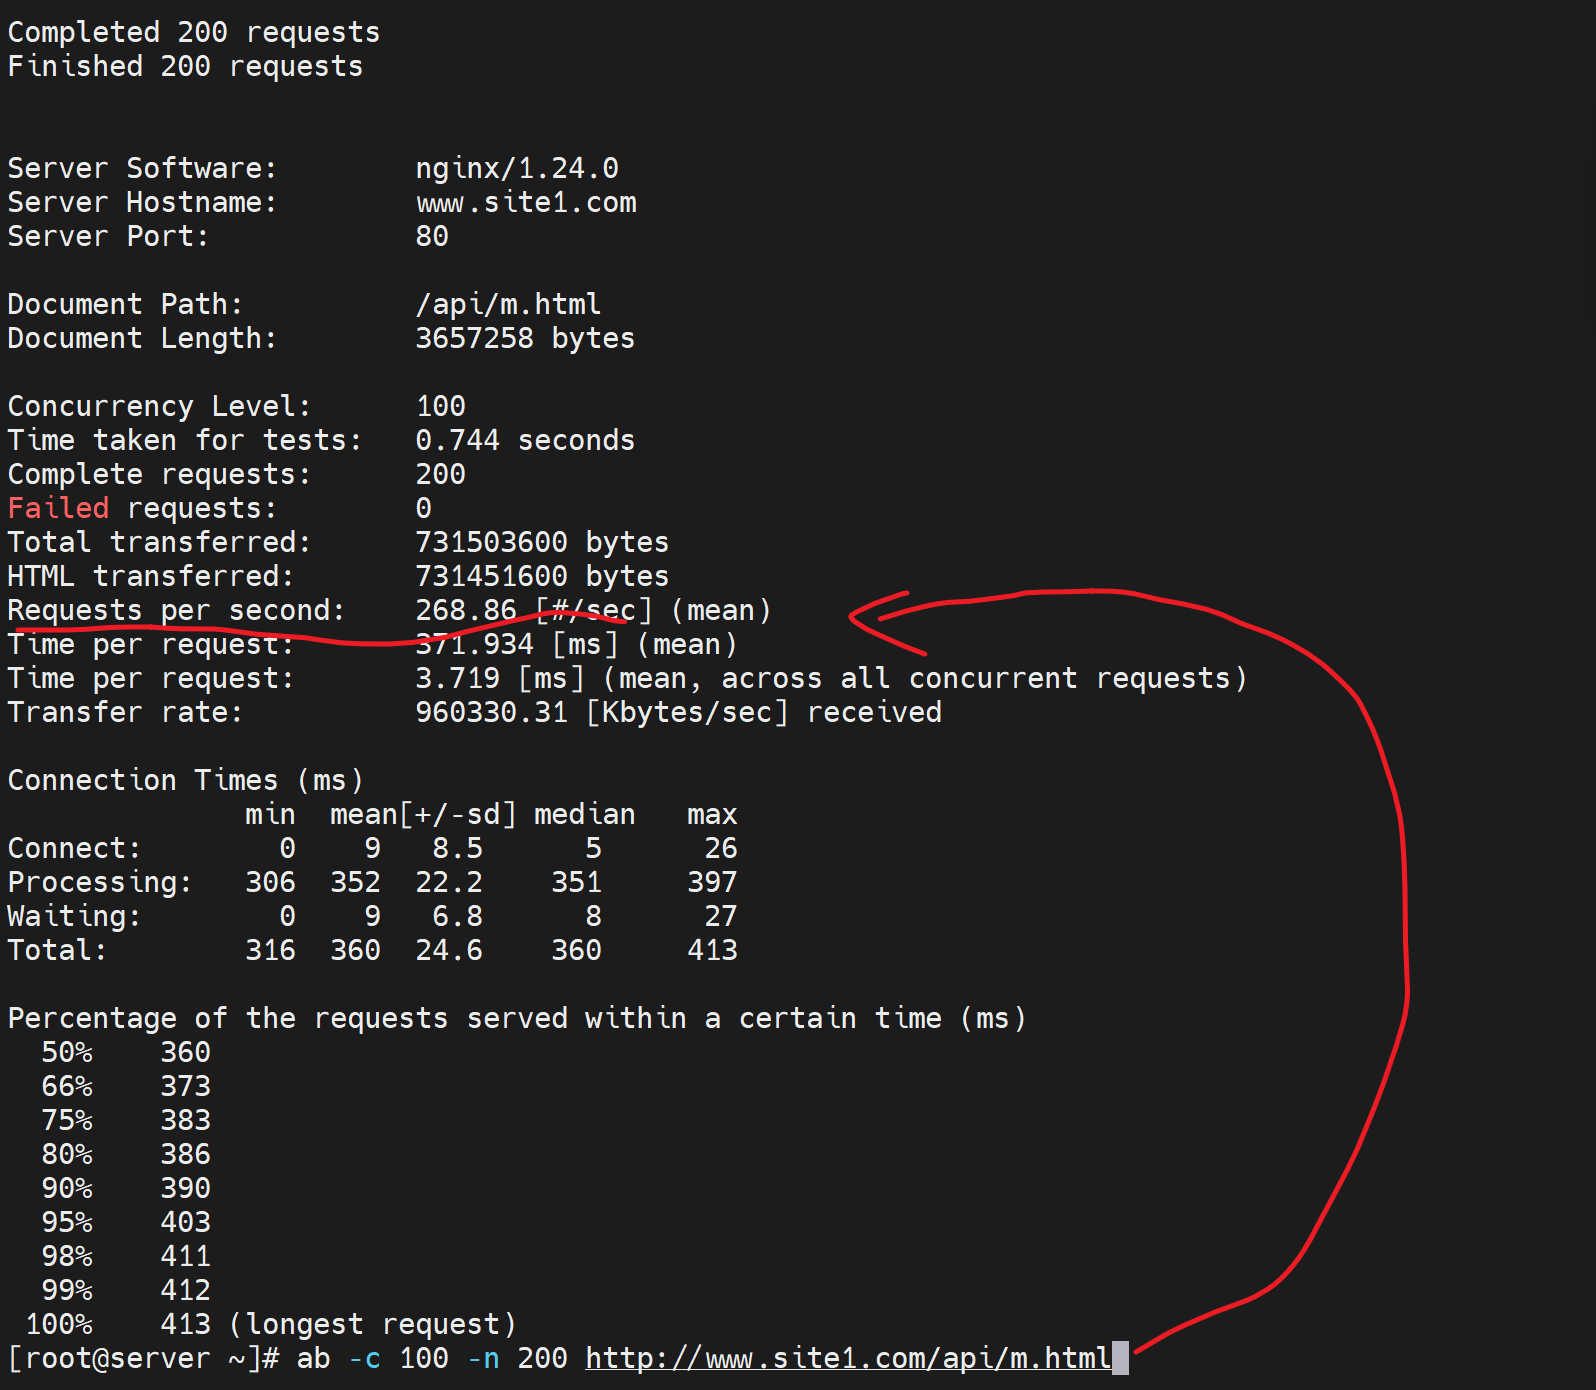 Completed 200 requests
Finished 200 requests
Server Software:        nginx/1.24.0
Server Hostname:        www.site1.com
Server Port:            80
Document Path:          /api/m.html
Document Length:        3657258 bytes
Concurrency Level:      100
Time taken for tests:   0.744 seconds
Complete requests:      200
Failed requests:        0
Total transferred:      731503600 bytes
HTML transferred:       731451600 bytes
Requests per second:    268.86 [#/sec] (mean)
Time per request:       371.934 [ms] (mean)
Time per request:       3.719 [ms] (mean, across all concurrent requests)
Transfer rate:          960330.31 [Kbytes/sec] received
Connection Times (ms)
              min  mean[+/-sd] median   max
Connect:        0    9   8.5      5      26
Processing:   306  352  22.2    351     397
Waiting:        0    9   6.8      8      27
Total:        316  360  24.6    360     413
Percentage of the requests served within a certain time (ms)
  50%    360
  66%    373
  75%    383
  80%    386
  90%    390
  95%    403
  98%    411
  99%    412
 100%    413 (longest request)
[root@server ~]# ab -c 100 -n 200 http://www.site1.com/api/m.html